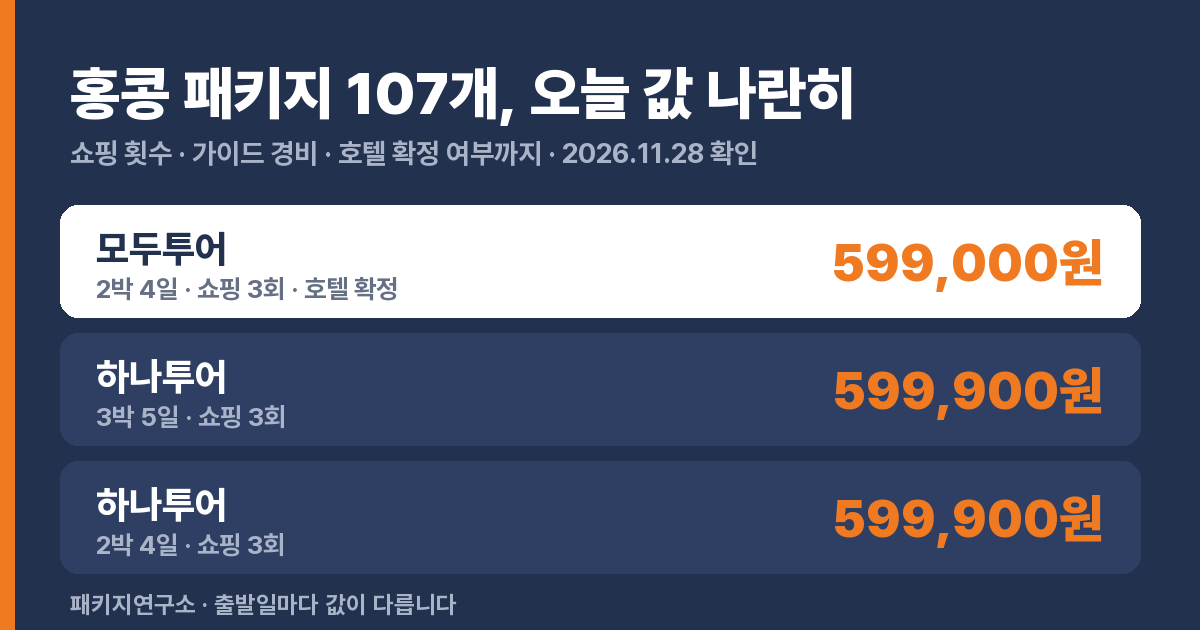 홍콩 패키지 107개, 오늘 값 나란히
쇼핑 횟수 · 가이드 경비 · 호텔 확정 여부까지 · 2026.11.28 확인
모두투어
2박 4일 · 쇼핑 3회 · 호텔 확정
599,000원
하나투어
3박 5일 · 쇼핑 3회
599,900원
하나투어
2박 4일 · 쇼핑 3회
599,900원
패키지연구소 · 출발일마다 값이 다릅니다